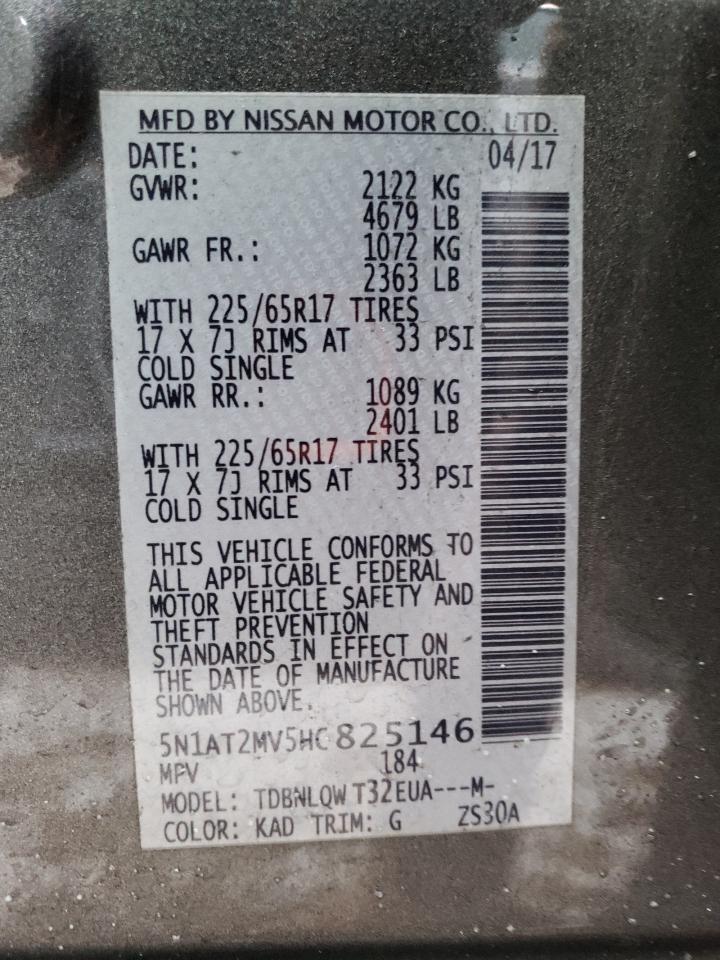 MFD BY NISSAN MOTOR CO., LTD.
DATE: 04/17
GVWR: 2122 KG
4679 LB
GAWR FR.: 1072 KG
2363 LB
WITH 225/65R17 TIRES
17 X 7J RIMS AT 33 PSI
COLD SINGLE
GAWR RR.: 1089 KG
2401 LB
WITH 225/65R17 TIRES
17 X 7J RIMS AT 33 PSI
COLD SINGLE
THIS VEHICLE CONFORMS TO
ALL APPLICABLE FEDERAL
MOTOR VEHICLE SAFETY AND
THEFT PREVENTION
STANDARDS IN EFFECT ON
THE DATE OF MANUFACTURE
SHOWN ABOVE.
5N1AT2MV5HC825146
MPV 184
MODEL: TDBNLQW T32EUA---M-
COLOR: KAD TRIM: G ZS30A